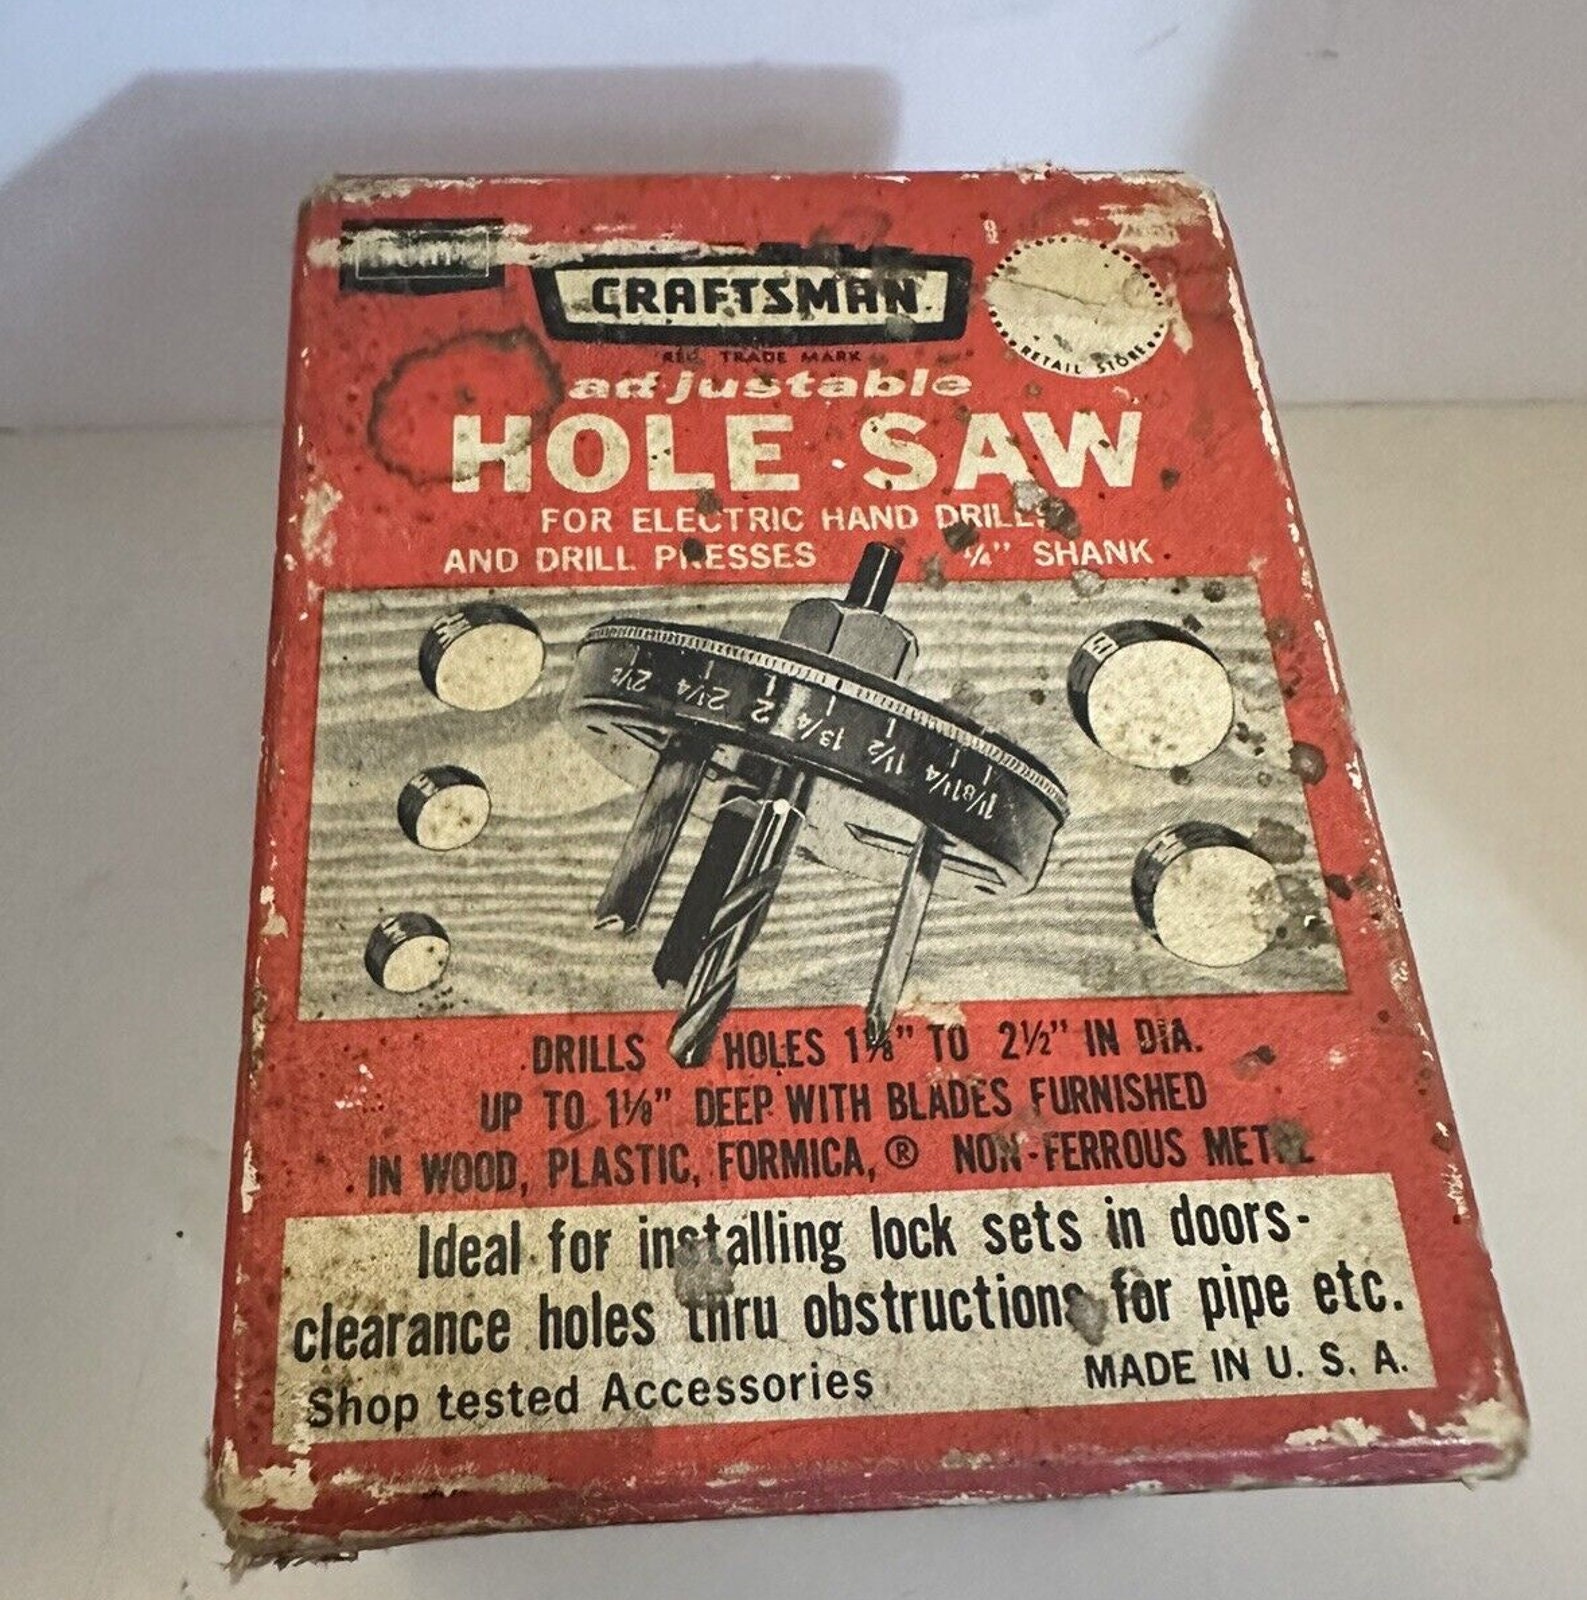 CRAFTSMAN
REG. TRADE MARK
RETAIL STORE
adjustable
HOLE SAW
FOR ELECTRIC HAND DRILLS
AND DRILL PRESSES ¼" SHANK
2½ 2¼ 2 1¾ 1½ 1¼ 1⅛
DRILLS HOLES 1⅛" TO 2½" IN DIA.
UP TO 1⅛" DEEP WITH BLADES FURNISHED
IN WOOD, PLASTIC, FORMICA,® NON-FERROUS METAL
Ideal for installing lock sets in doors-
clearance holes thru obstructions for pipe etc.
Shop tested Accessories MADE IN U. S. A.